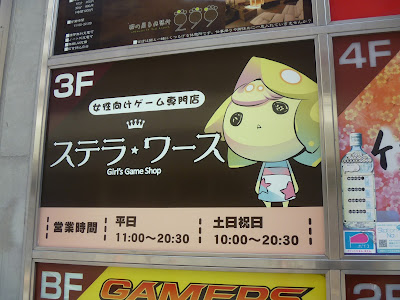 999
3F
女性向けゲーム専門店
ステラ★ワース
Girl's Game Shop
営業時間
平日
11:00〜20:30
土日祝日
10:00〜20:30
4F
BF
GAMERS